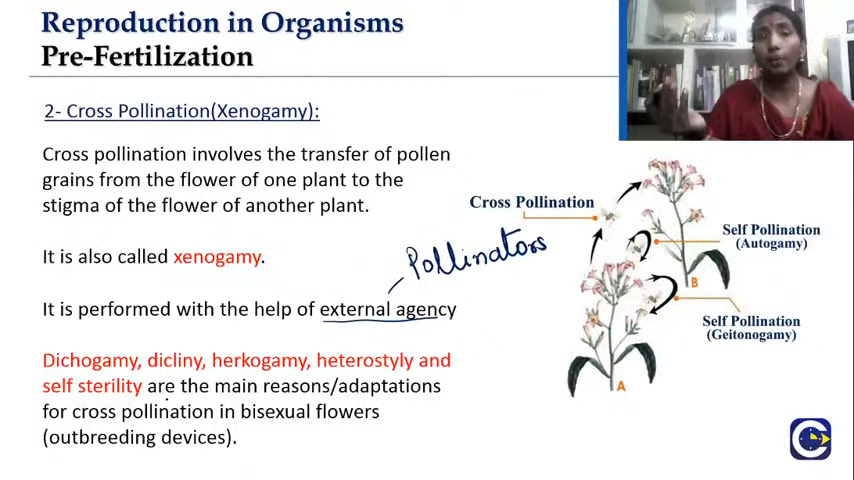 Reproduction in Organisms
Pre-Fertilization
2- Cross Pollination(Xenogamy):
Cross pollination involves the transfer of pollen
grains from the flower of one plant to the
stigma of the flower of another plant.
It is also called xenogamy.
Pollinators
It is performed with the help of external agency
Dichogamy, dicliny, herkogamy, heterostyly and
self sterility are the main reasons/adaptations
for cross pollination in bisexual flowers
(outbreeding devices).
Cross Pollination
Self Pollination
(Autogamy)
B
Self Pollination
(Geitonogamy)
A